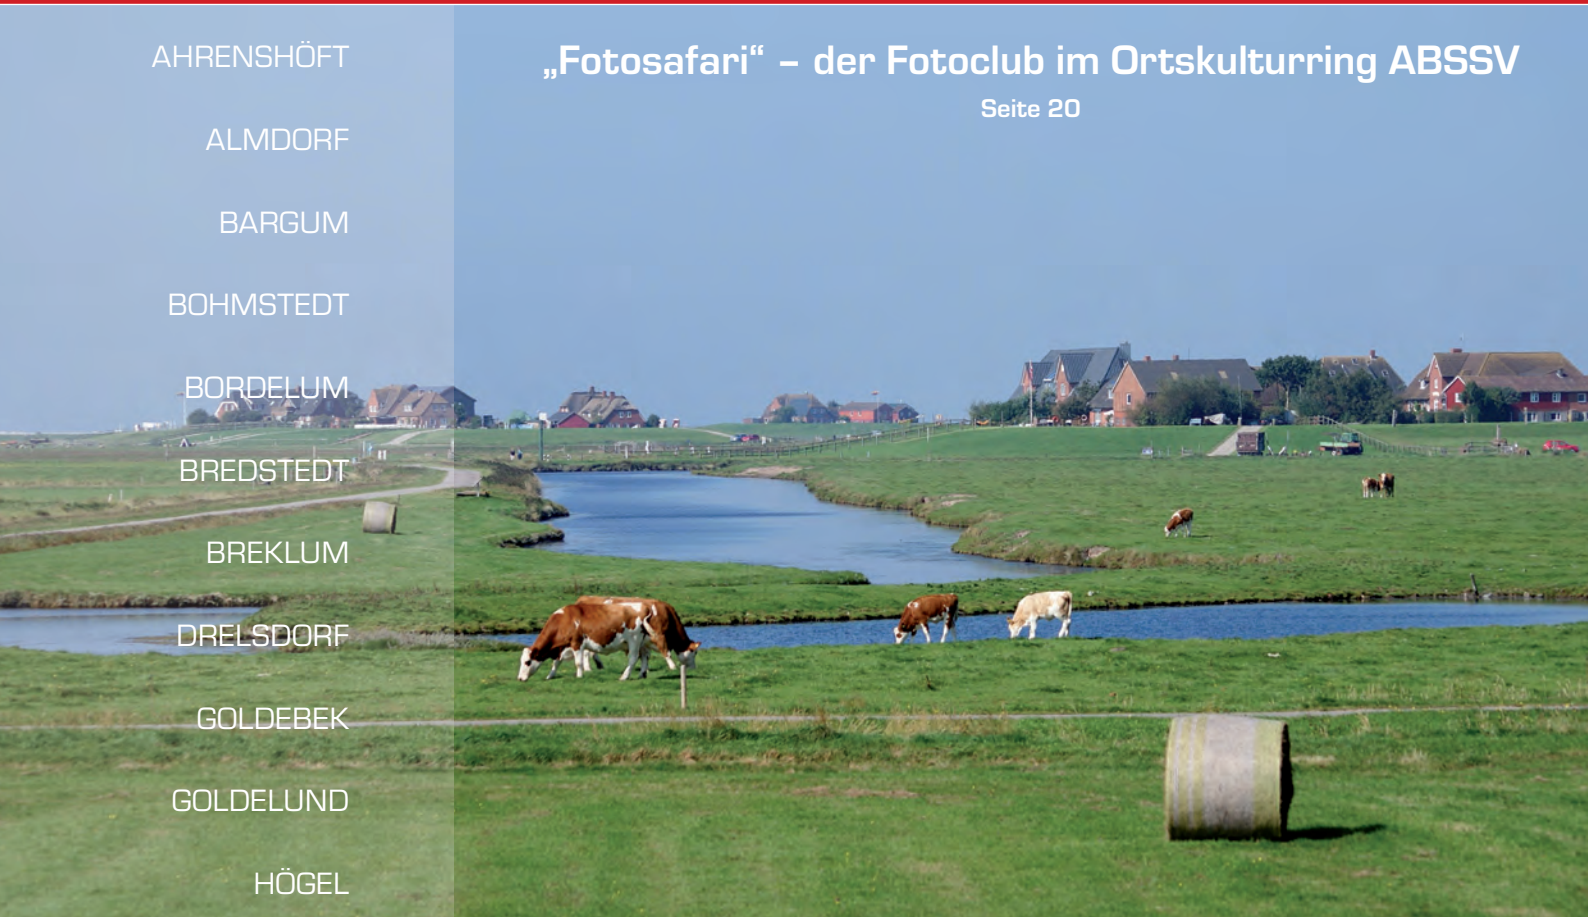 AHRENSHÖFT
ALMDORF
BARGUM
BOHMSTEDT
BORDELUM
BREDSTEDT
BREKLUM
DRELSDORF
GOLDEBEK
GOLDELUND
HÖGEL
„Fotosafari“ – der Fotoclub im Ortskulturring ABSSV
Seite 20